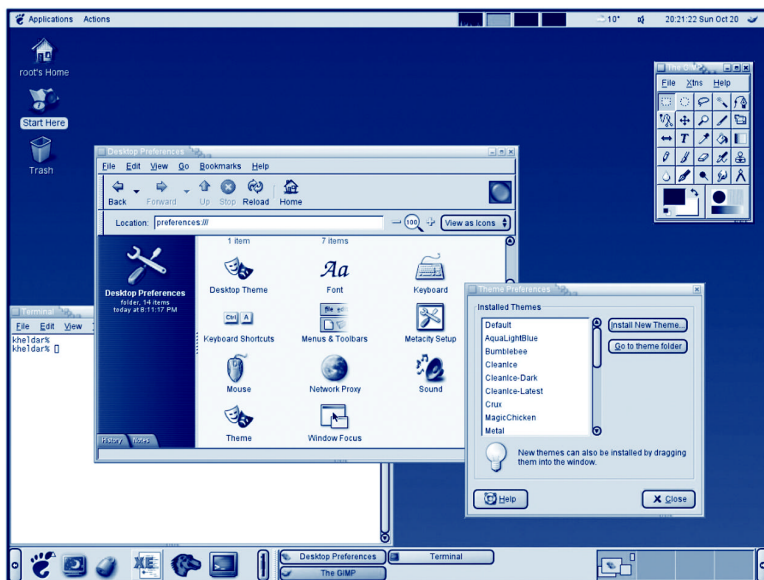 Applications Actions
10° 20:21:22 Sun Oct 20
root's Home
Start Here
Trash
The GIMP
File Xtns Help
Desktop Preferences
File Edit View Go Bookmarks Help
Back Forward Up Stop Reload Home
Location: preferences:/// 100 View as Icons
1 item 7 items
Desktop Preferences
folder, 14 items
today at 8:11:17 PM
Desktop Theme Font Keyboard
Keyboard Shortcuts Menus & Toolbars Metacity Setup
Mouse Network Proxy Sound
Theme Window Focus
History Notes
Terminal
File Edit View
kheldar%
kheldar%
Theme Preferences
Installed Themes
Default
AquaLightBlue
Bumblebee
CleanIce
CleanIce-Dark
CleanIce-Latest
Crux
MagicChicken
Metal
Install New Theme...
Go to theme folder
New themes can also be installed by dragging
them into the window.
Help Close
Desktop Preferences Terminal
The GIMP